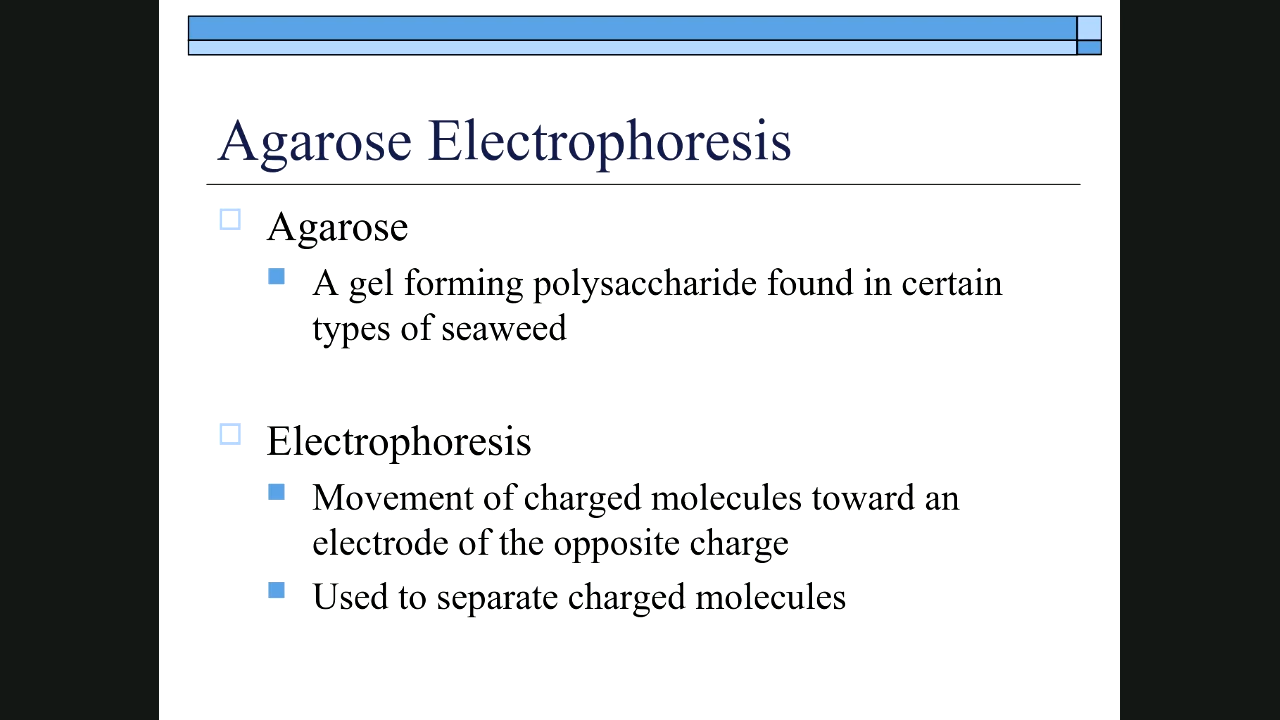 Agarose Electrophoresis
Agarose
A gel forming polysaccharide found in certain
types of seaweed
Electrophoresis
Movement of charged molecules toward an
electrode of the opposite charge
Used to separate charged molecules